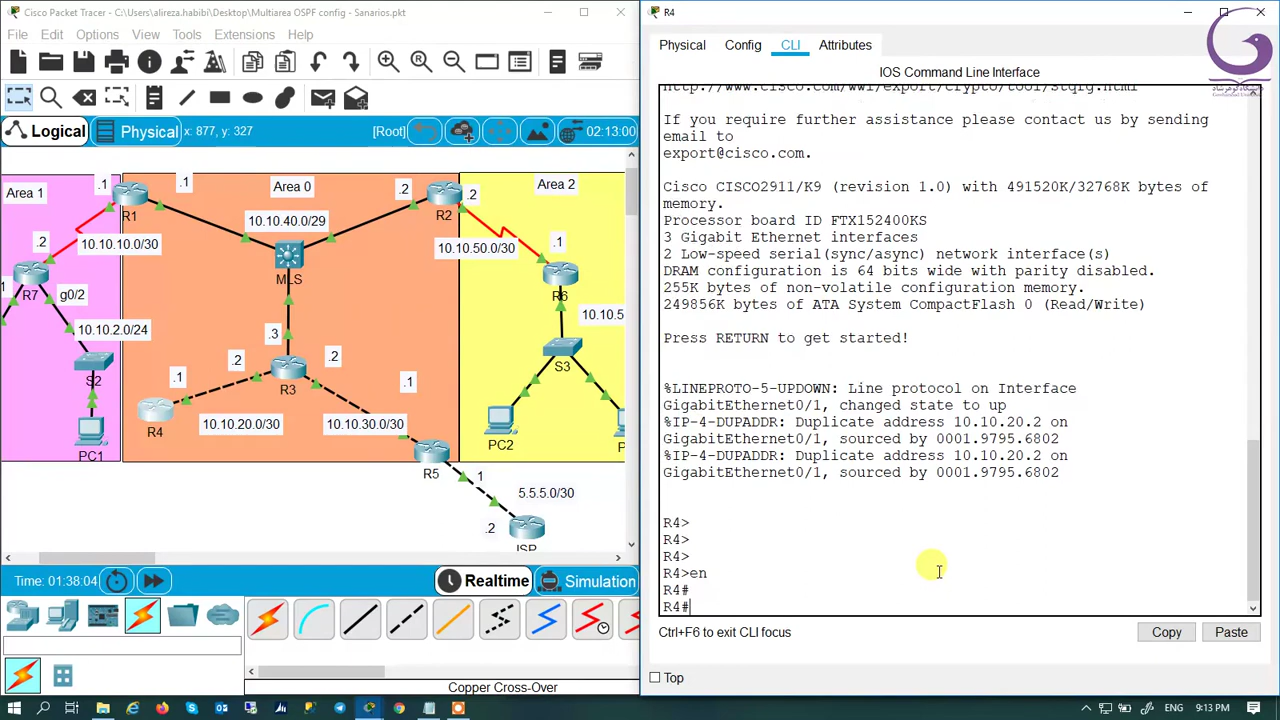 Cisco Packet Tracer - C:\Users\alireza.habibi\Desktop\Multiarea OSPF config - Sanarios.pkt
File Edit Options View Tools Extensions Help
Logical
Physical
x: 877, y: 327
[Root]
02:13:00
Area 1
.1
R1
.1
Area 0
.2
R2
.2
Area 2
10.10.40.0/29
.2
10.10.10.0/30
10.10.50.0/30
.1
R7
g0/2
MLS
R6
10.10.2.0/24
.3
10.10.5
S2
.2
.2
S3
.1
R3
.1
R4
10.10.20.0/30
10.10.30.0/30
PC1
PC2
R5
.1
5.5.5.0/30
.2
ISP
Time: 01:38:04
Realtime
Simulation
Copper Cross-Over
R4
Physical Config CLI Attributes
IOS Command Line Interface
http://www.cisco.com/wwl/export/crypto/tool/stqrg.html
If you require further assistance please contact us by sending
email to
export@cisco.com.
Cisco CISCO2911/K9 (revision 1.0) with 491520K/32768K bytes of
memory.
Processor board ID FTX152400KS
3 Gigabit Ethernet interfaces
2 Low-speed serial(sync/async) network interface(s)
DRAM configuration is 64 bits wide with parity disabled.
255K bytes of non-volatile configuration memory.
249856K bytes of ATA System CompactFlash 0 (Read/Write)
Press RETURN to get started!
%LINEPROTO-5-UPDOWN: Line protocol on Interface
GigabitEthernet0/1, changed state to up
%IP-4-DUPADDR: Duplicate address 10.10.20.2 on
GigabitEthernet0/1, sourced by 0001.9795.6802
%IP-4-DUPADDR: Duplicate address 10.10.20.2 on
GigabitEthernet0/1, sourced by 0001.9795.6802
R4>
R4>
R4>
R4>en
R4#
R4#
Ctrl+F6 to exit CLI focus
Copy
Paste
Top
ENG
9:13 PM